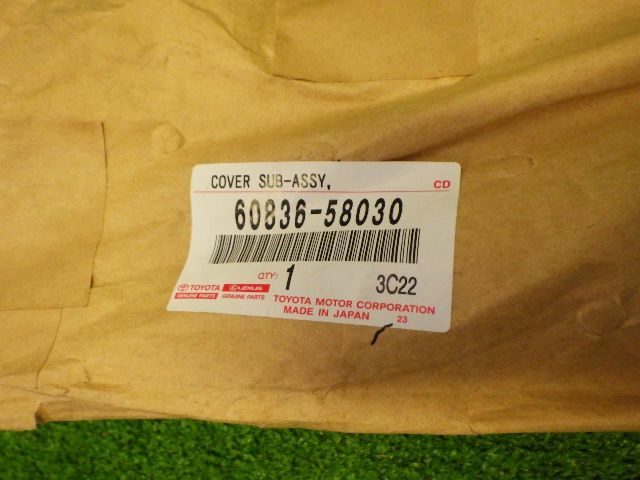 COVER SUB-ASSY,
CD
60836-58030
QTY: 1
3C22
TOYOTA LEXUS
GENUINE PARTS GENUINE PARTS
TOYOTA MOTOR CORPORATION
MADE IN JAPAN 23